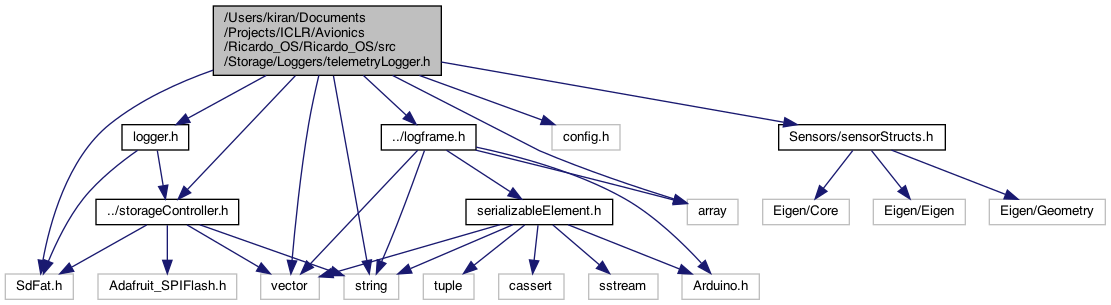 /Users/kiran/Documents
/Projects/ICLR/Avionics
/Ricardo_OS/Ricardo_OS/src
/Storage/Loggers/telemetryLogger.h
logger.h
../logframe.h
config.h
Sensors/sensorStructs.h
../storageController.h
serializableElement.h
array
Eigen/Core
Eigen/Eigen
Eigen/Geometry
SdFat.h
Adafruit_SPIFlash.h
vector
string
tuple
cassert
sstream
Arduino.h